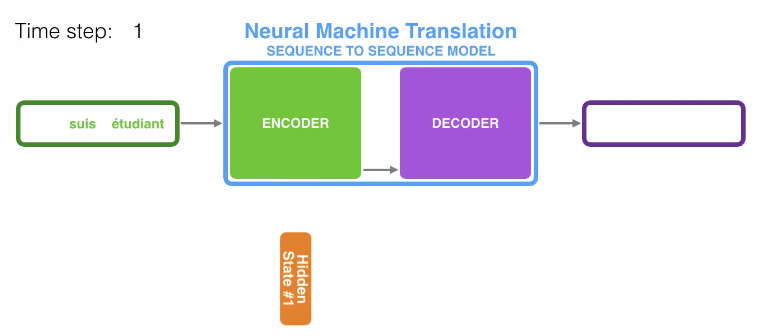 Time step: 1
Neural Machine Translation
SEQUENCE TO SEQUENCE MODEL
suis étudiant
ENCODER
DECODER
Hidden
State #1